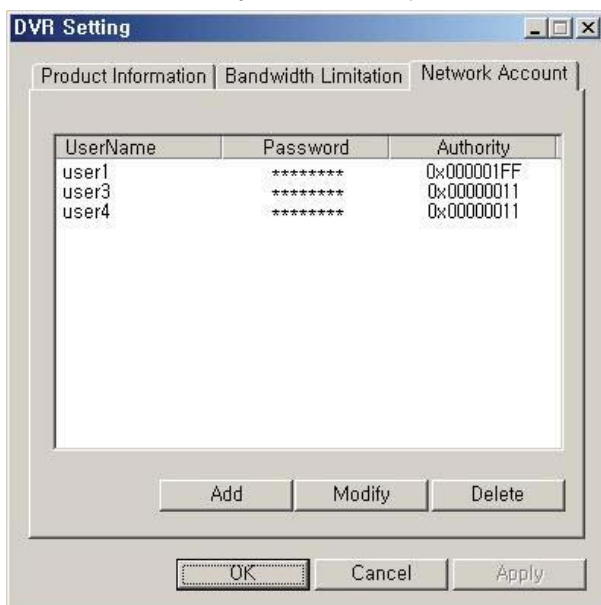 DVR Setting
Product Information Bandwidth Limitation Network Account
UserName Password Authority
user1 ******** 0x000001FF
user3 ******** 0x00000011
user4 ******** 0x00000011
Add Modify Delete
OK Cancel Apply